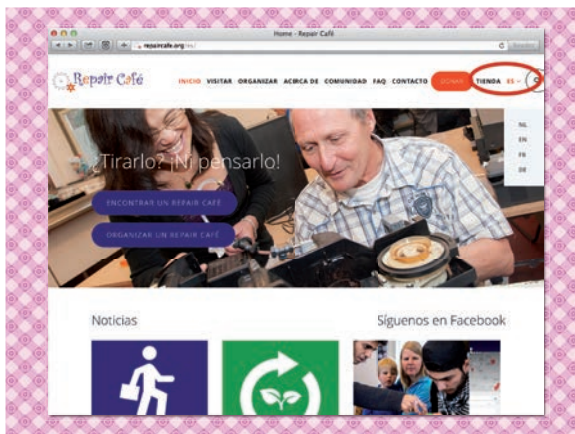 Home - Repair Café
repaircafe.org/es/
Repair Café
INICIO VISITAR ORGANIZAR ACERCA DE COMUNIDAD FAQ CONTACTO DONAR TIENDA ES
NL
EN
FR
DE
¿Tirarlo? ¡Ni pensarlo!
ENCONTRAR UN REPAIR CAFÉ
ORGANIZAR UN REPAIR CAFÉ
Noticias
Síguenos en Facebook